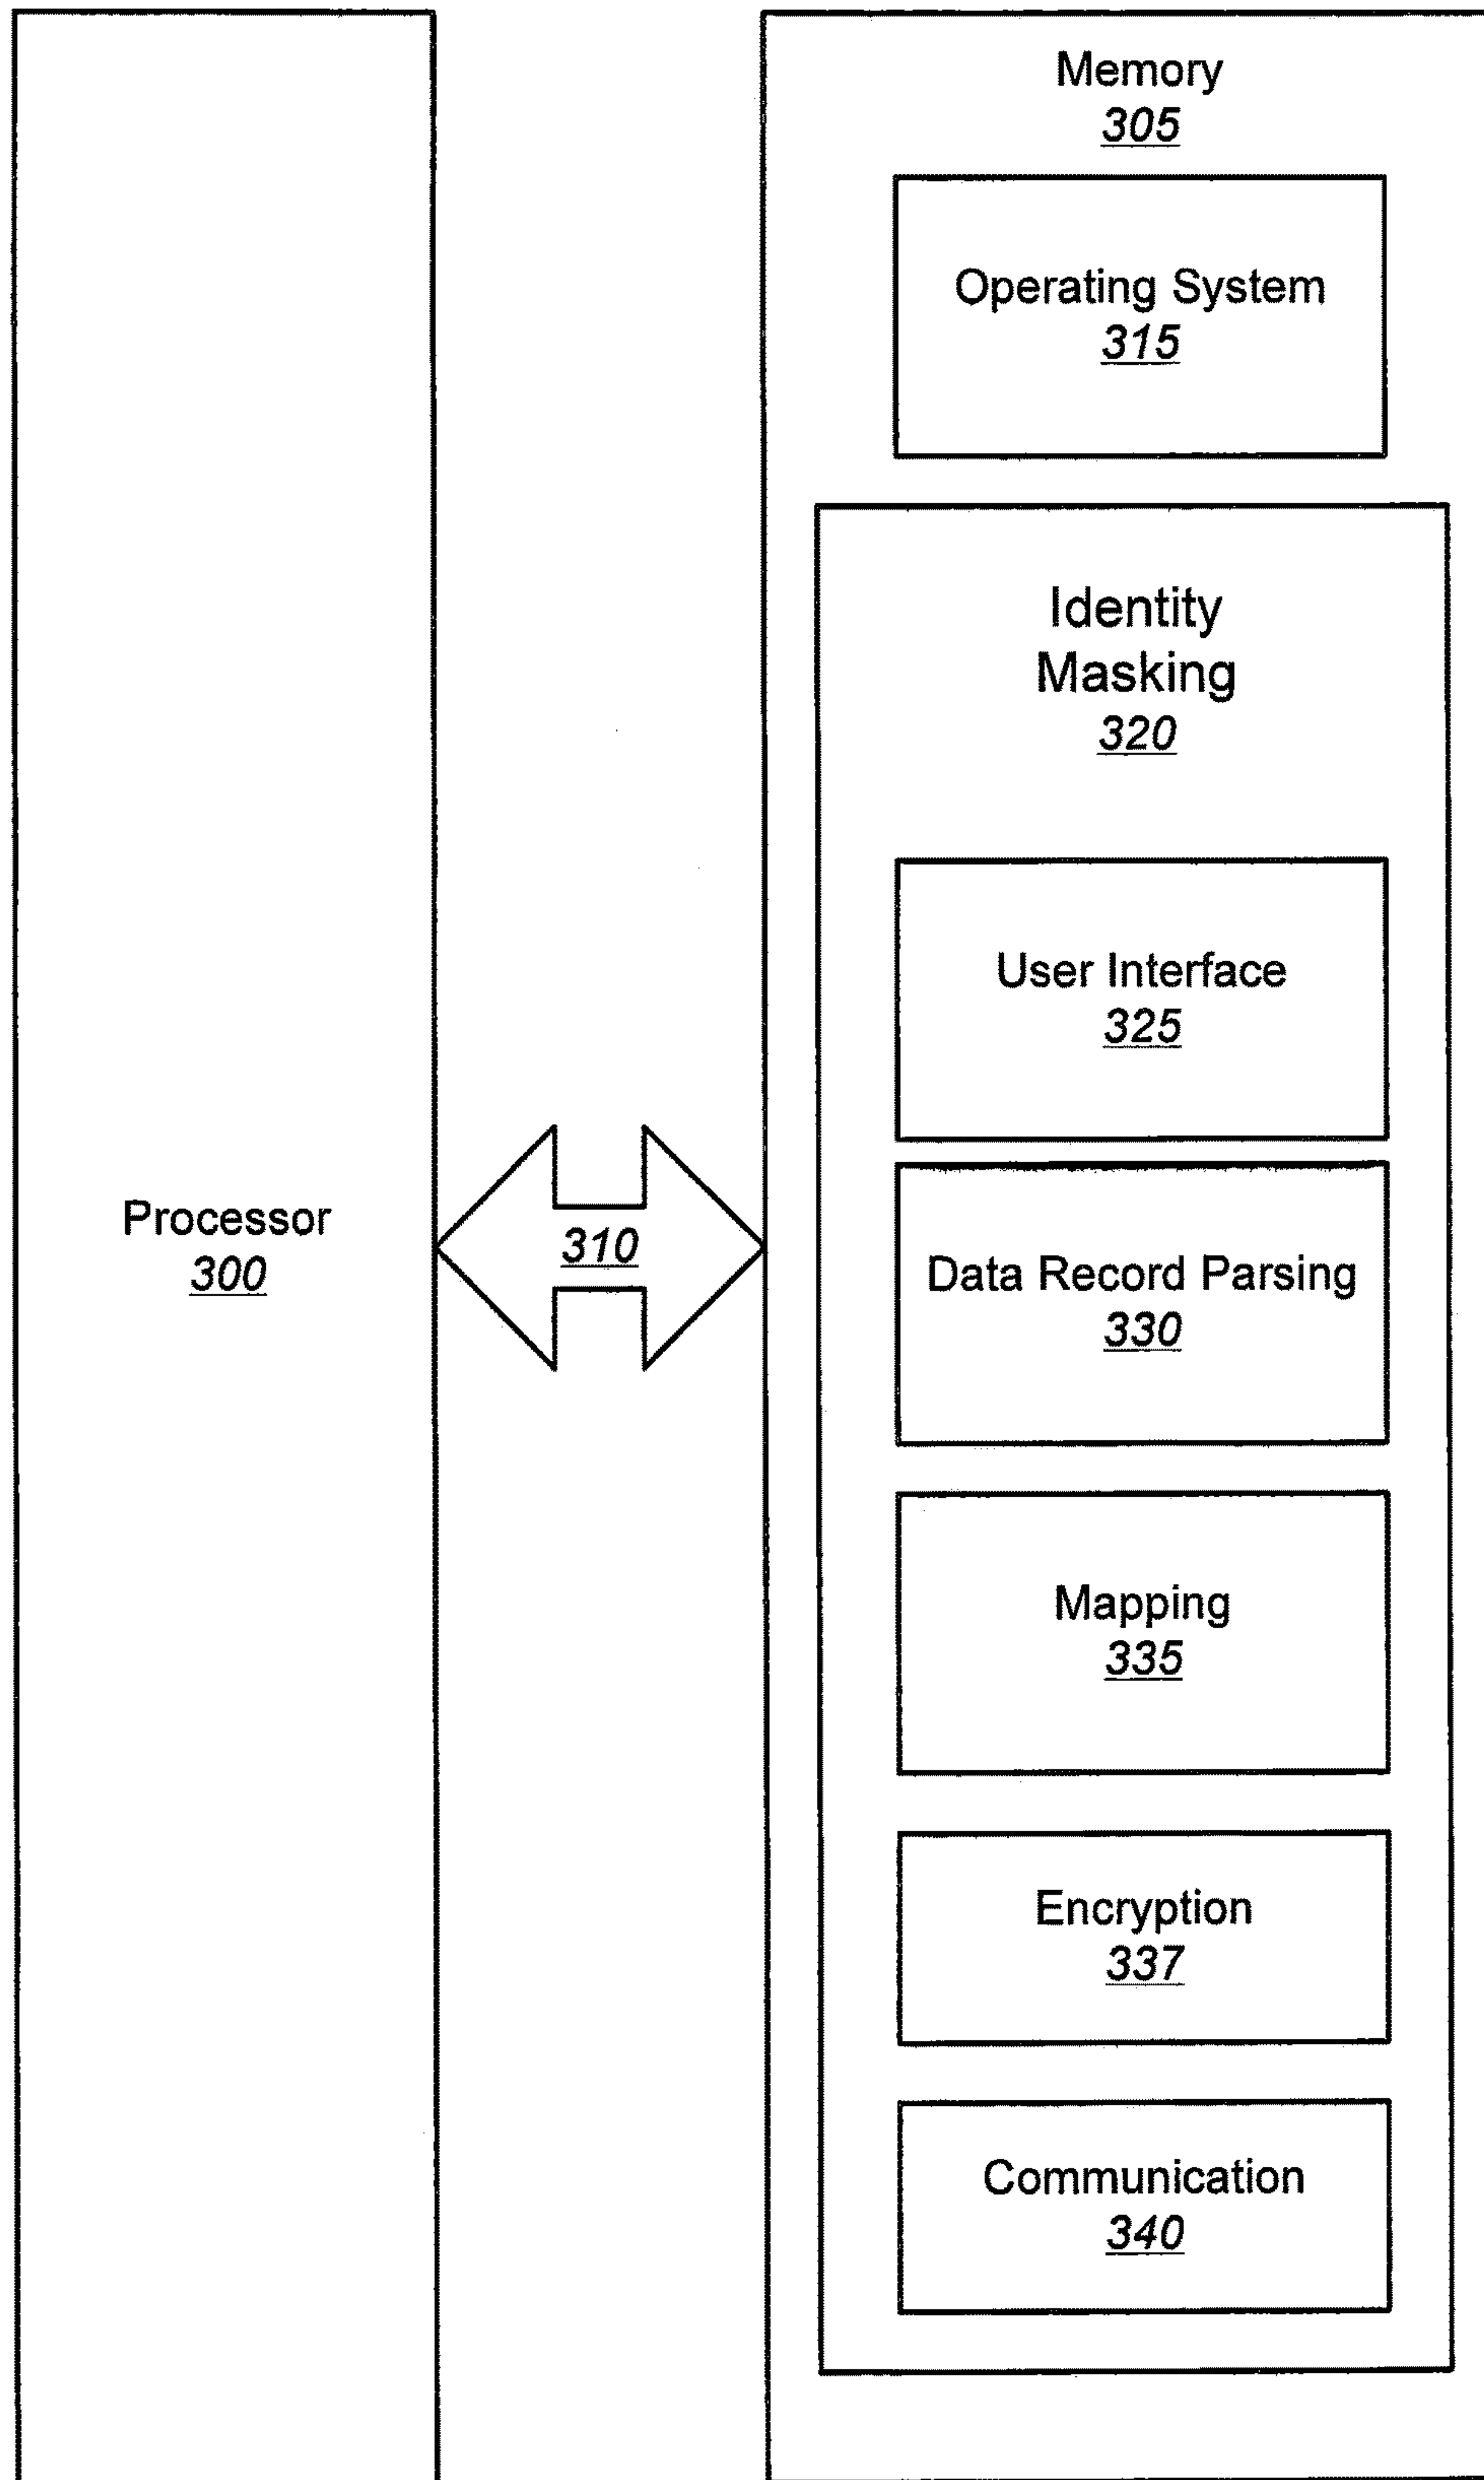 Memory
305
Operating System
315
Identity
Masking
320
User Interface
325
Processor
300
310
Data Record Parsing
330
Mapping
335
Encryption
337
Communication
340